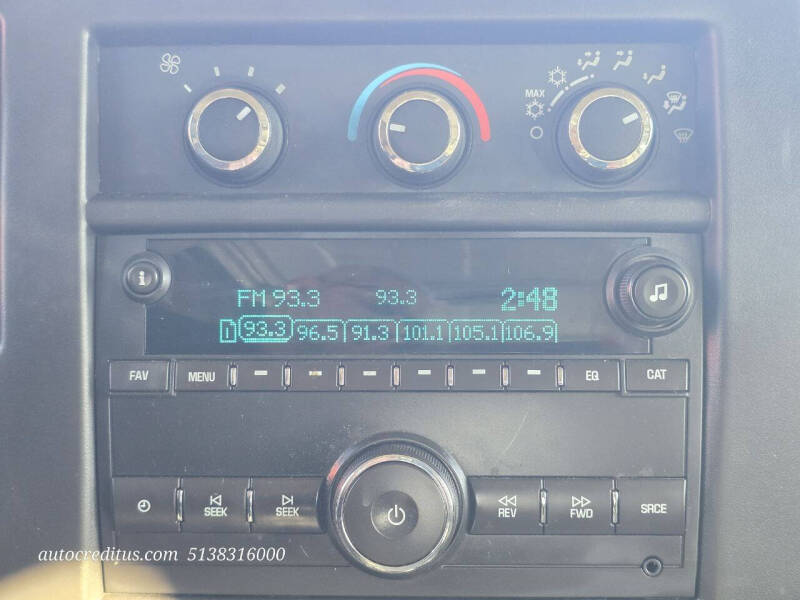 MAX
i
FM 93.3 93.3 2:48
1 93.3 96.5 91.3 101.1 105.1 106.9
FAV MENU EQ CAT
SEEK SEEK REV FWD SRCE
autocreditus.com 5138316000